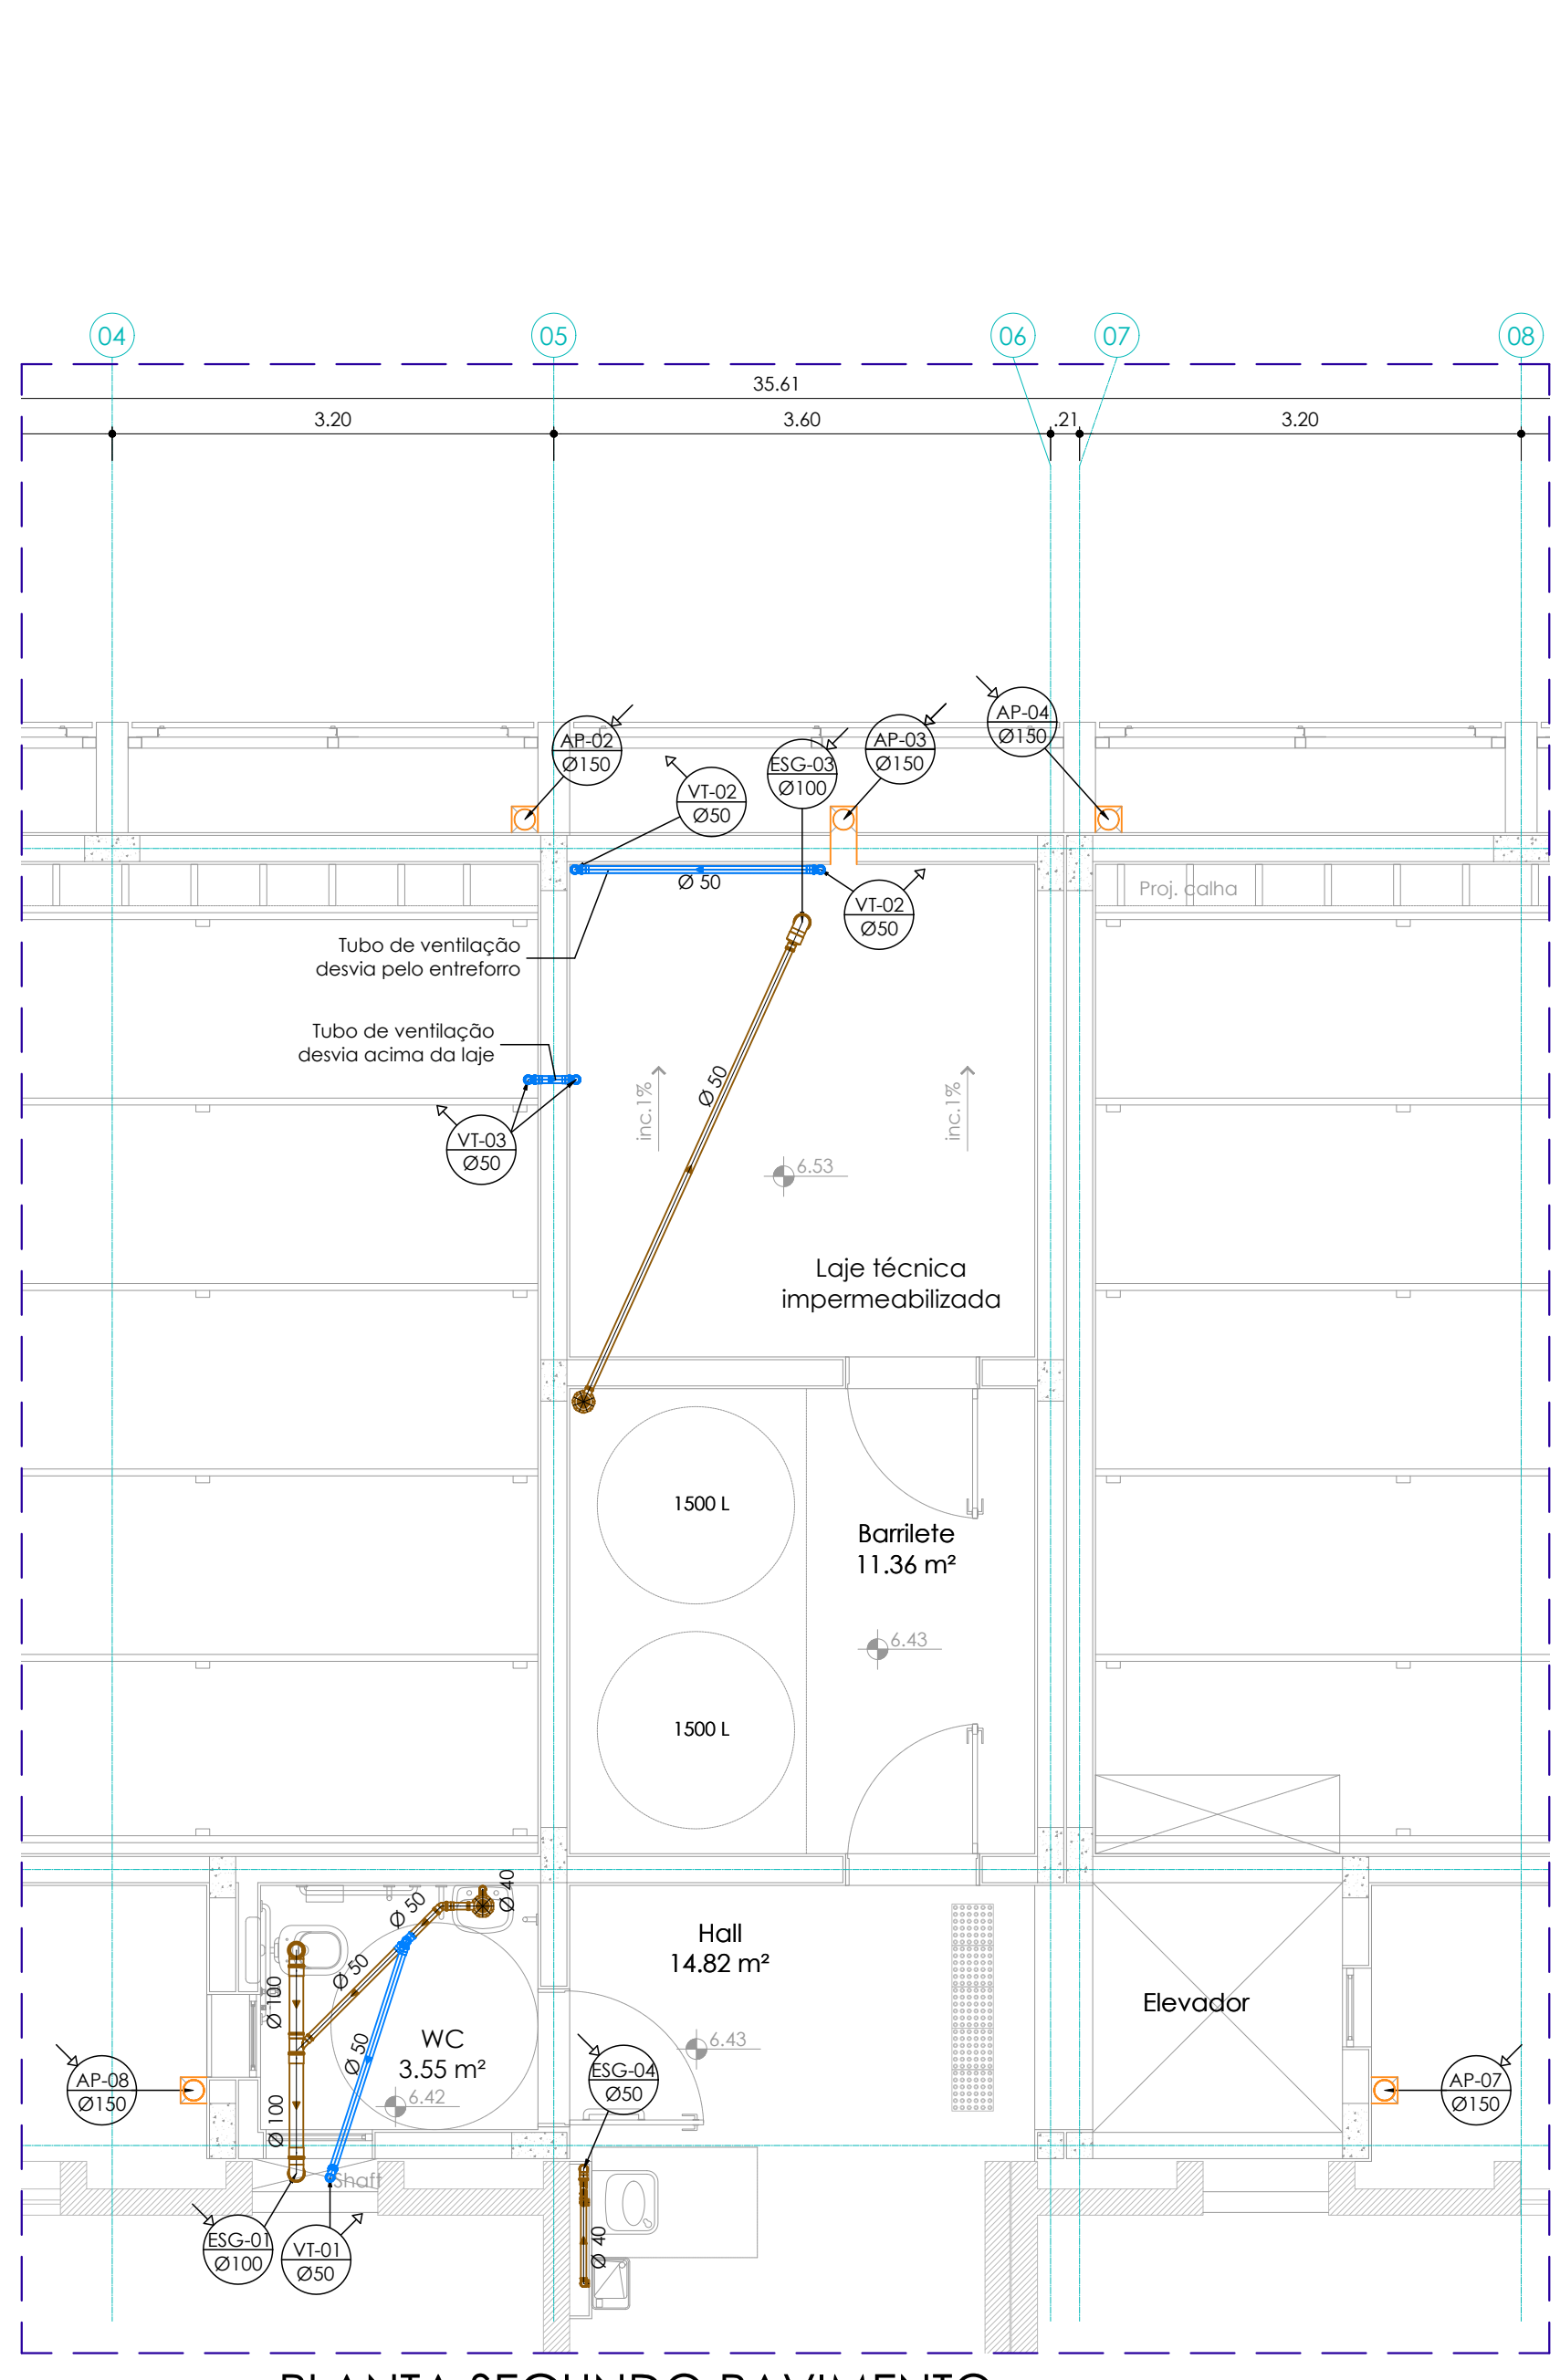 04
05
06
07
08
35.61
3.20
3.60
.21
3.20
AP-02
Ø150
VT-02
Ø50
ESG-03
Ø100
AP-03
Ø150
AP-04
Ø150
Ø 50
VT-02
Ø50
Proj. calha
Tubo de ventilação
desvia pelo entreforro
Tubo de ventilação
desvia acima da laje
VT-03
Ø50
inc.1%
Ø 50
inc.1%
6.53
Laje técnica
impermeabilizada
1500 L
Barrilete
11.36 m²
6.43
1500 L
Ø 40
Ø 50
Ø 50
Ø 100
Ø 50
Ø 100
WC
3.55 m²
6.42
Hall
14.82 m²
6.43
Elevador
AP-08
Ø150
ESG-04
Ø50
AP-07
Ø150
Shaft
ESG-01
Ø100
VT-01
Ø50
Ø 40
PLANTA SEGUNDO PAVIMENTO